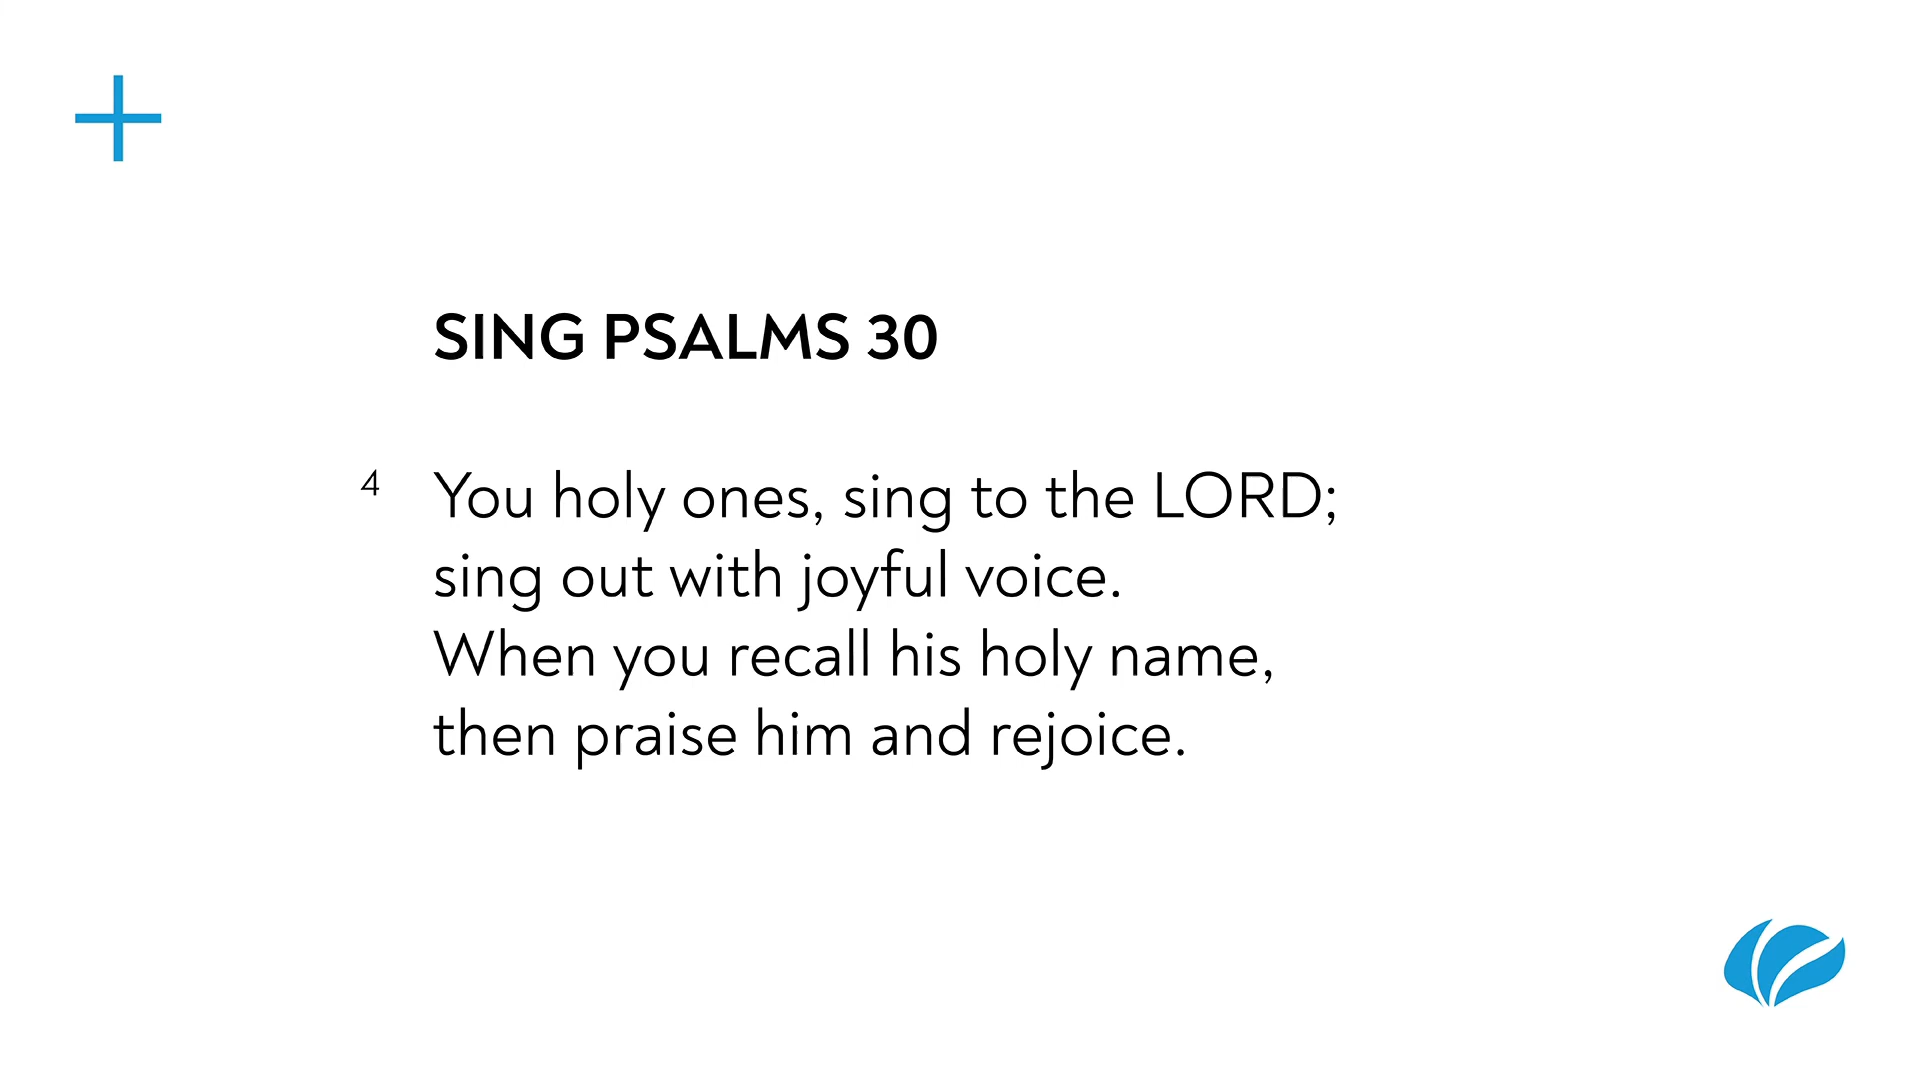 SING PSALMS 30
4 You holy ones, sing to the LORD;
sing out with joyful voice.
When you recall his holy name,
then praise him and rejoice.